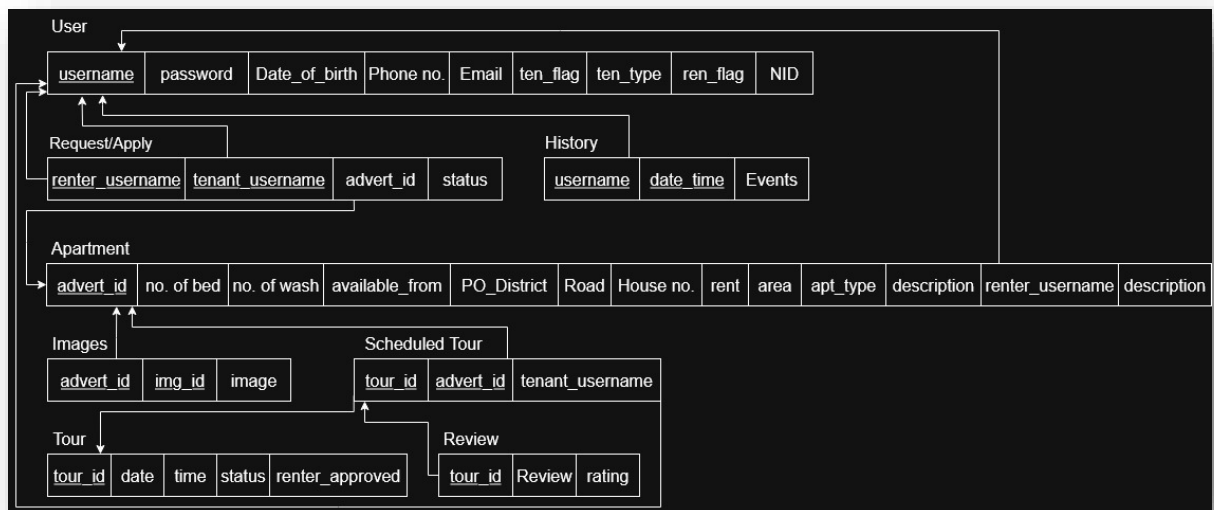 User
username password Date_of_birth Phone no. Email ten_flag ten_type ren_flag NID
Request/Apply History
renter_username tenant_username advert_id status username date_time Events
Apartment
advert_id no. of bed no. of wash available_from PO_District Road House no. rent area apt_type description renter_username description
Images Scheduled Tour
advert_id img_id image tour_id advert_id tenant_username
Tour Review
tour_id date time status renter_approved tour_id Review rating